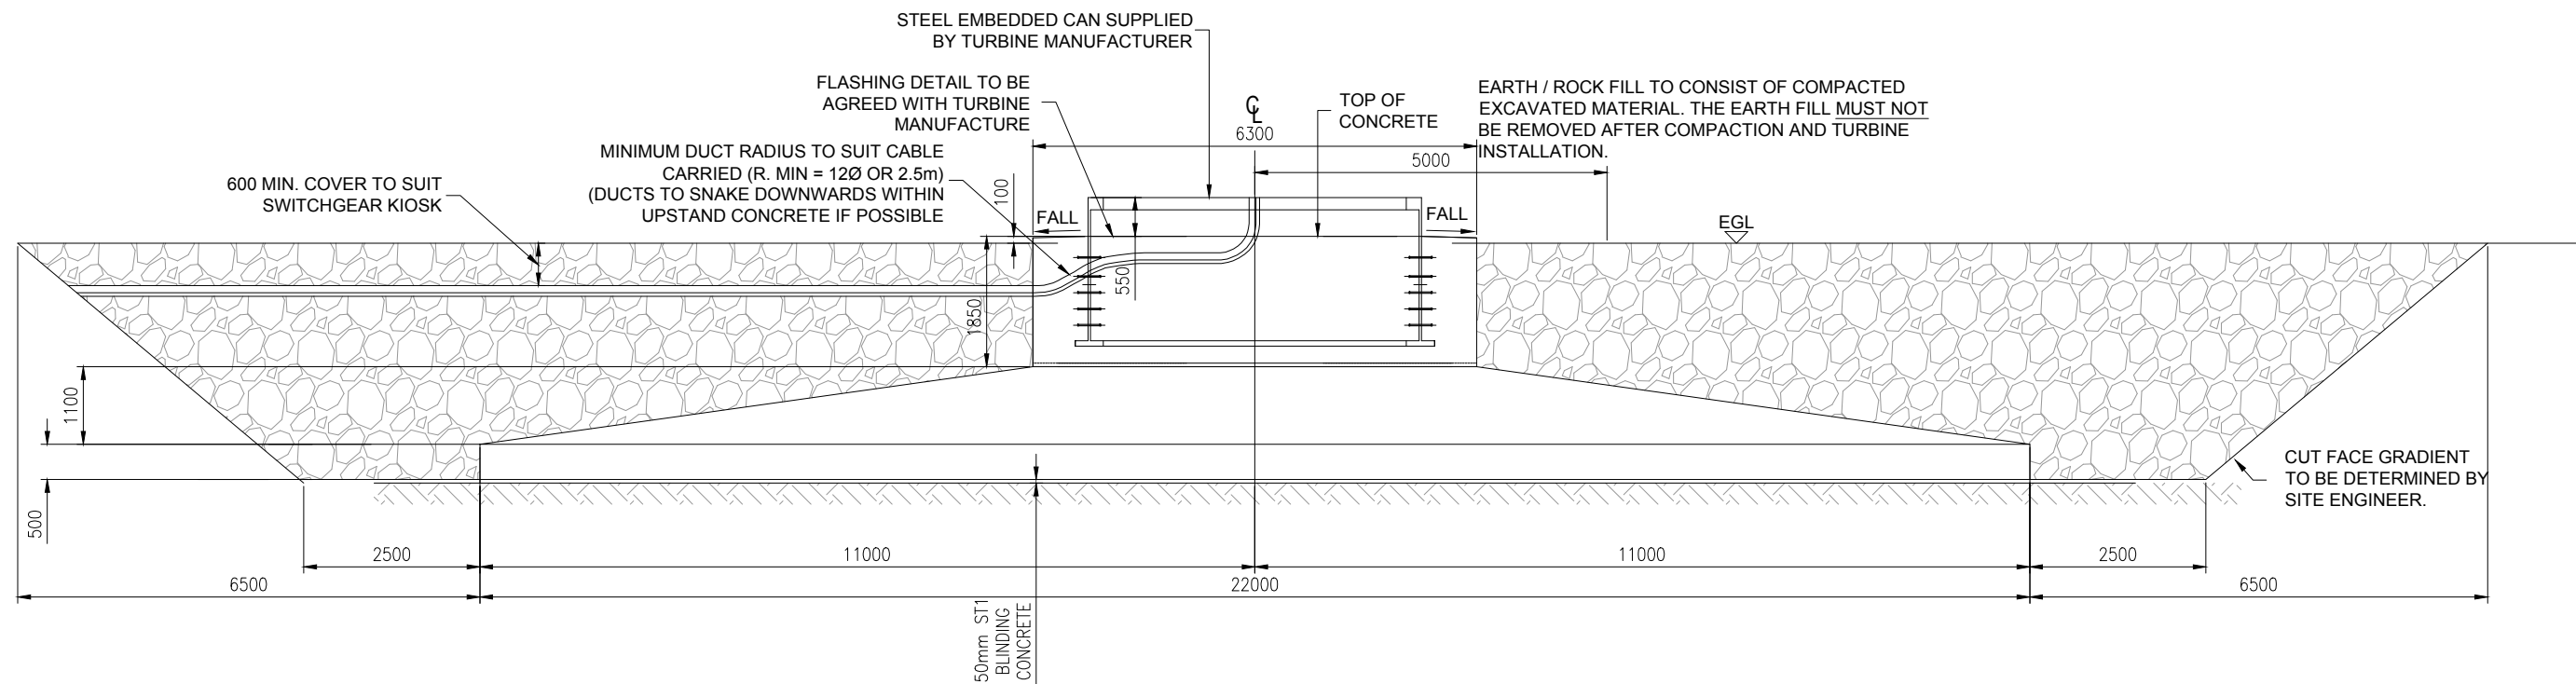 STEEL EMBEDDED CAN SUPPLIED
BY TURBINE MANUFACTURER
FLASHING DETAIL TO BE
AGREED WITH TURBINE
MANUFACTURE
MINIMUM DUCT RADIUS TO SUIT CABLE
CARRIED (R. MIN = 12Ø OR 2.5m)
(DUCTS TO SNAKE DOWNWARDS WITHIN
UPSTAND CONCRETE IF POSSIBLE
600 MIN. COVER TO SUIT
SWITCHGEAR KIOSK
℄
6300
TOP OF
CONCRETE
EARTH / ROCK FILL TO CONSIST OF COMPACTED
EXCAVATED MATERIAL. THE EARTH FILL MUST NOT
BE REMOVED AFTER COMPACTION AND TURBINE
INSTALLATION.
5000
100
FALL
FALL
EGL
550
1850
1100
500
CUT FACE GRADIENT
TO BE DETERMINED BY
SITE ENGINEER.
2500
11000
11000
2500
6500
22000
6500
50mm ST1
BLINDING
CONCRETE